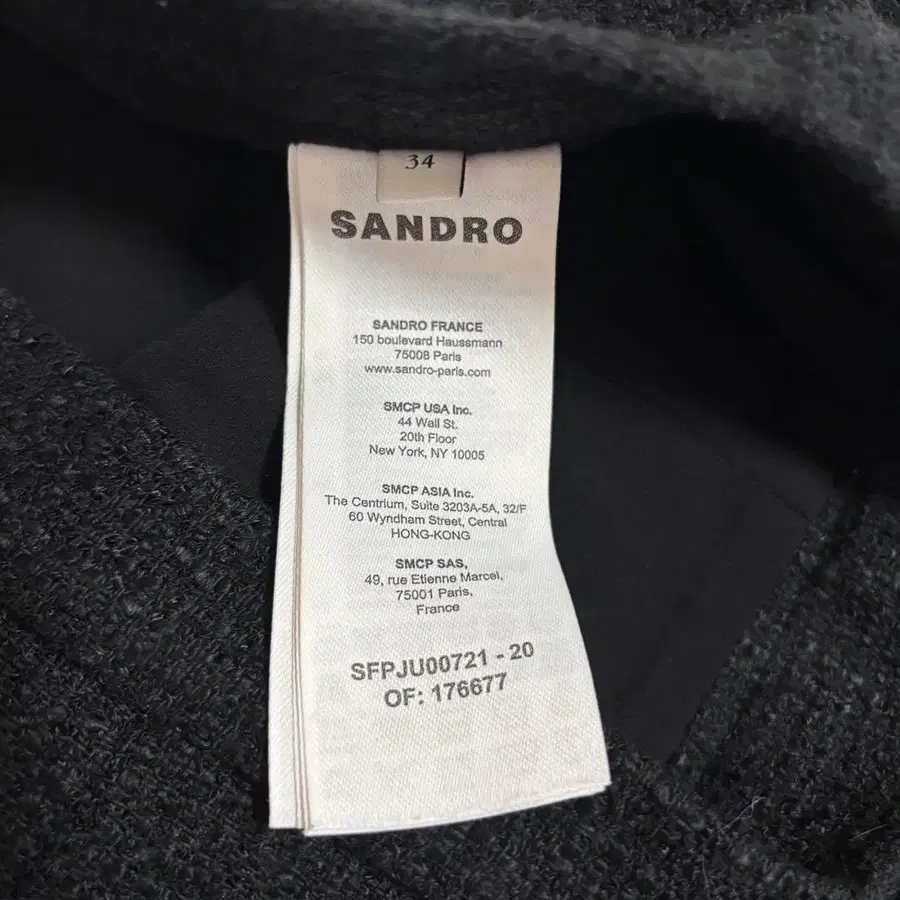 34
SANDRO
SANDRO FRANCE
150 boulevard Haussmann
75008 Paris
www.sandro-paris.com
SMCP USA Inc.
44 Wall St.
20th Floor
New York, NY 10005
SMCP ASIA Inc.
The Centrium, Suite 3203A-5A, 32/F
60 Wyndham Street, Central
HONG-KONG
SMCP SAS,
49, rue Etienne Marcel,
75001 Paris,
France
SFPJU00721 - 20
OF: 176677